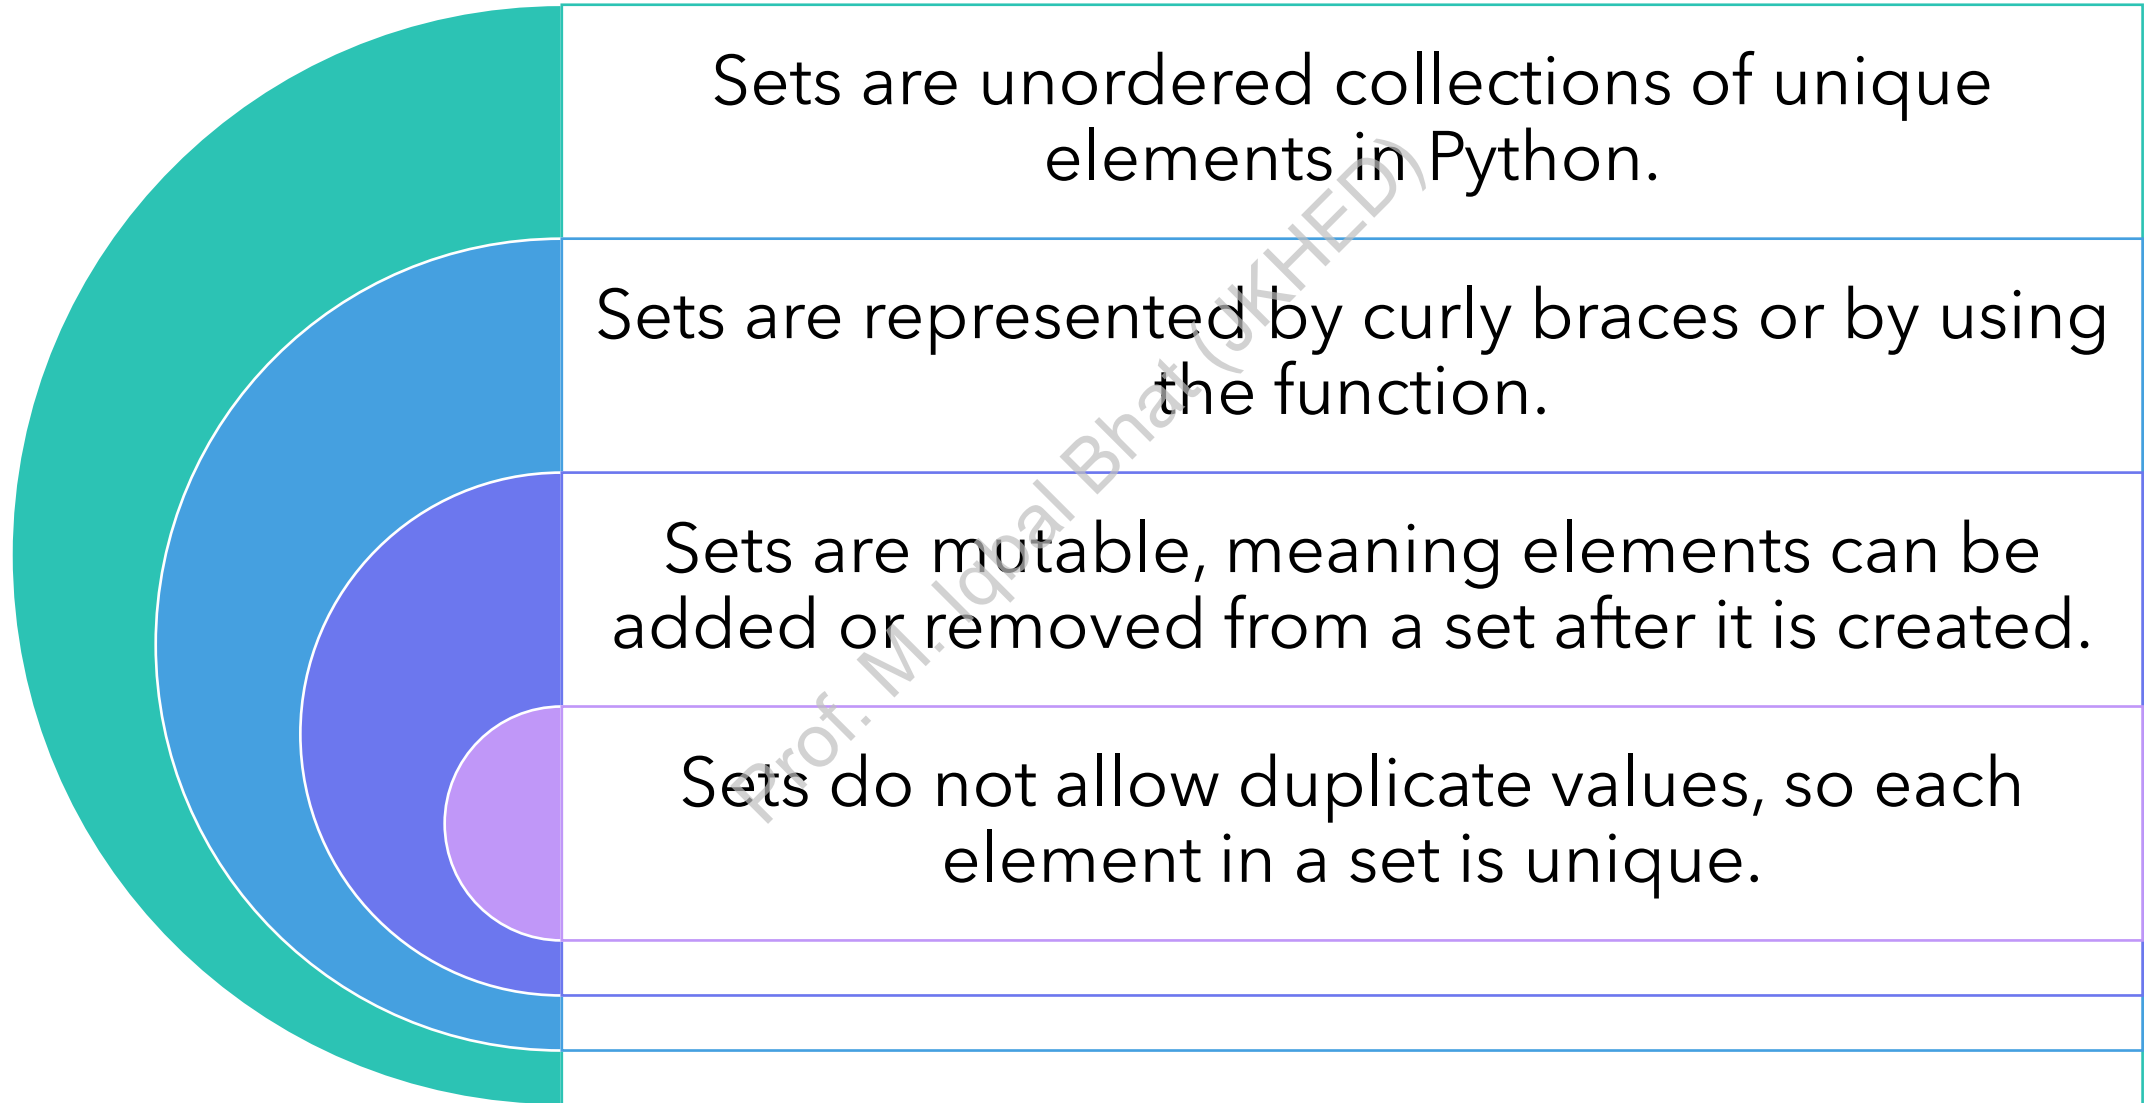 Sets are unordered collections of unique
elements in Python.
Sets are represented by curly braces or by using
the function.
Sets are mutable, meaning elements can be
added or removed from a set after it is created.
Sets do not allow duplicate values, so each
element in a set is unique.
Prof. M. Iqbal Bhat (JKHED)